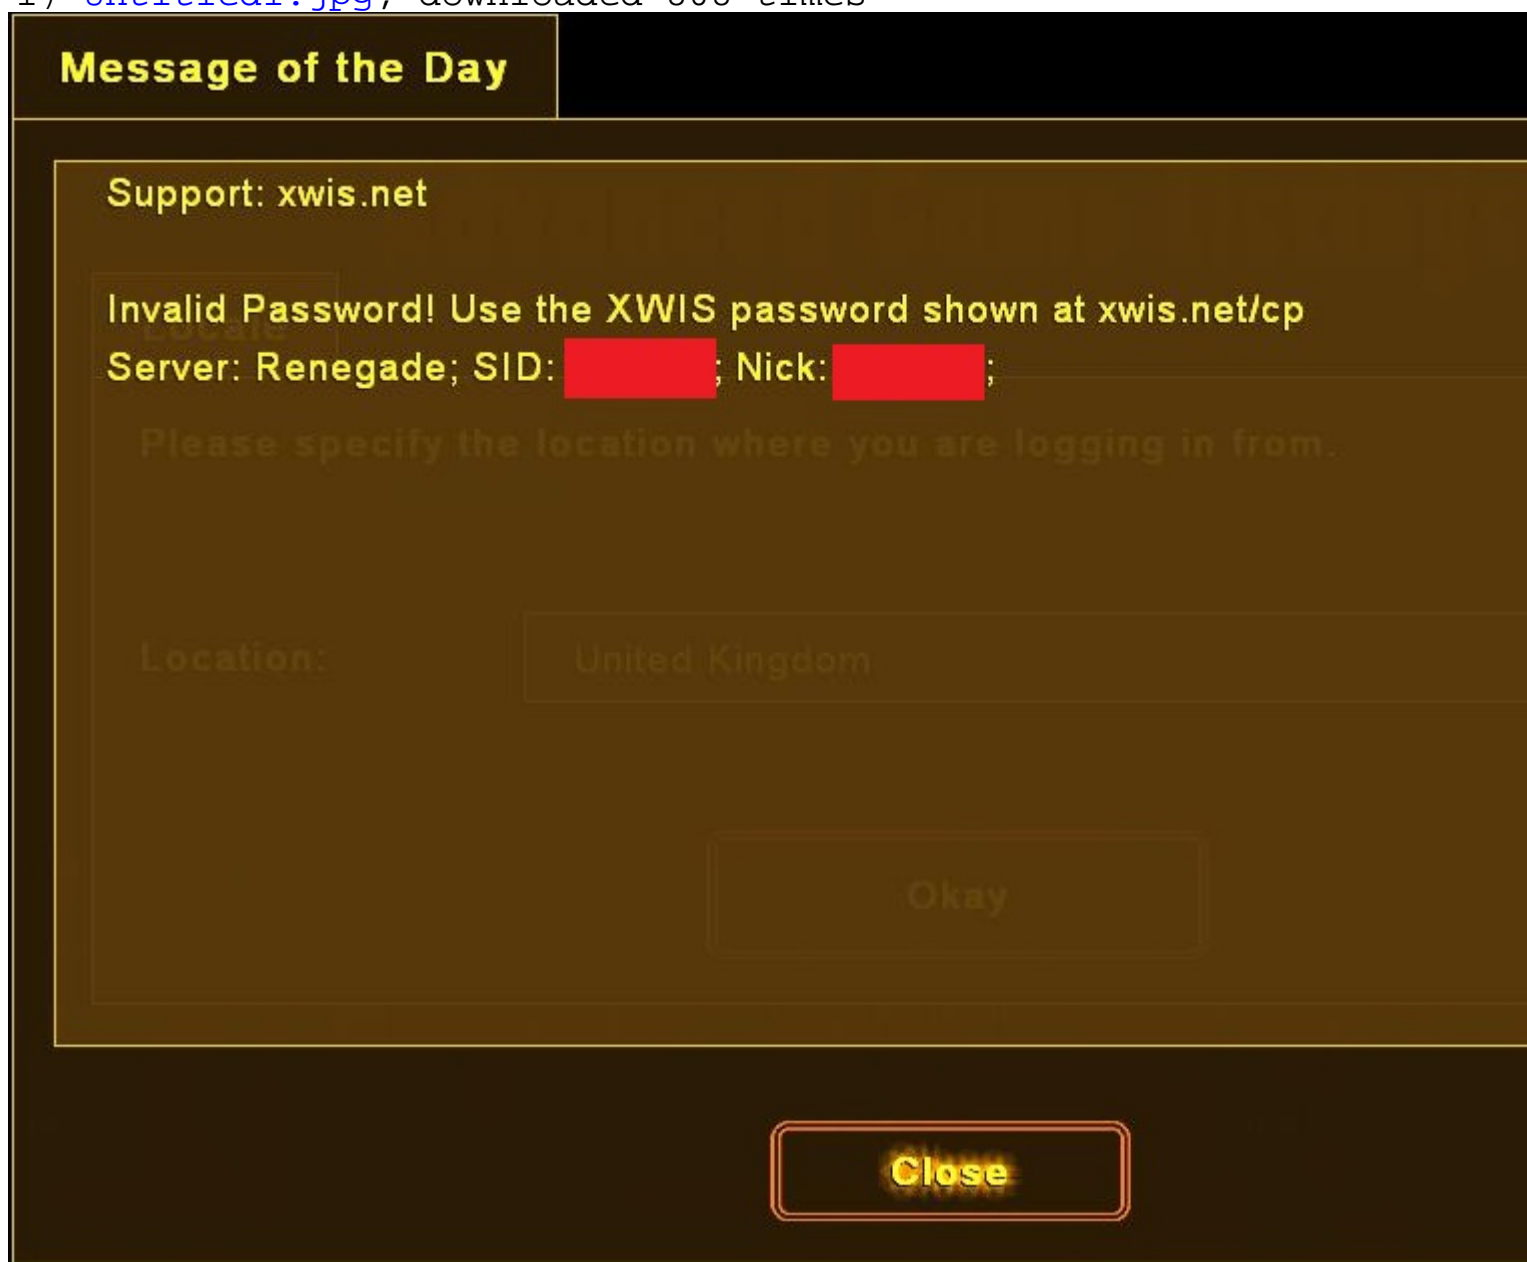 Message of the Day
Support: xwis.net
Invalid Password! Use the XWIS password shown at xwis.net/cp
Locale
Server: Renegade; SID: ; Nick: ;
Please specify the location where you are logging in from.
Location: United Kingdom
Okay
Close